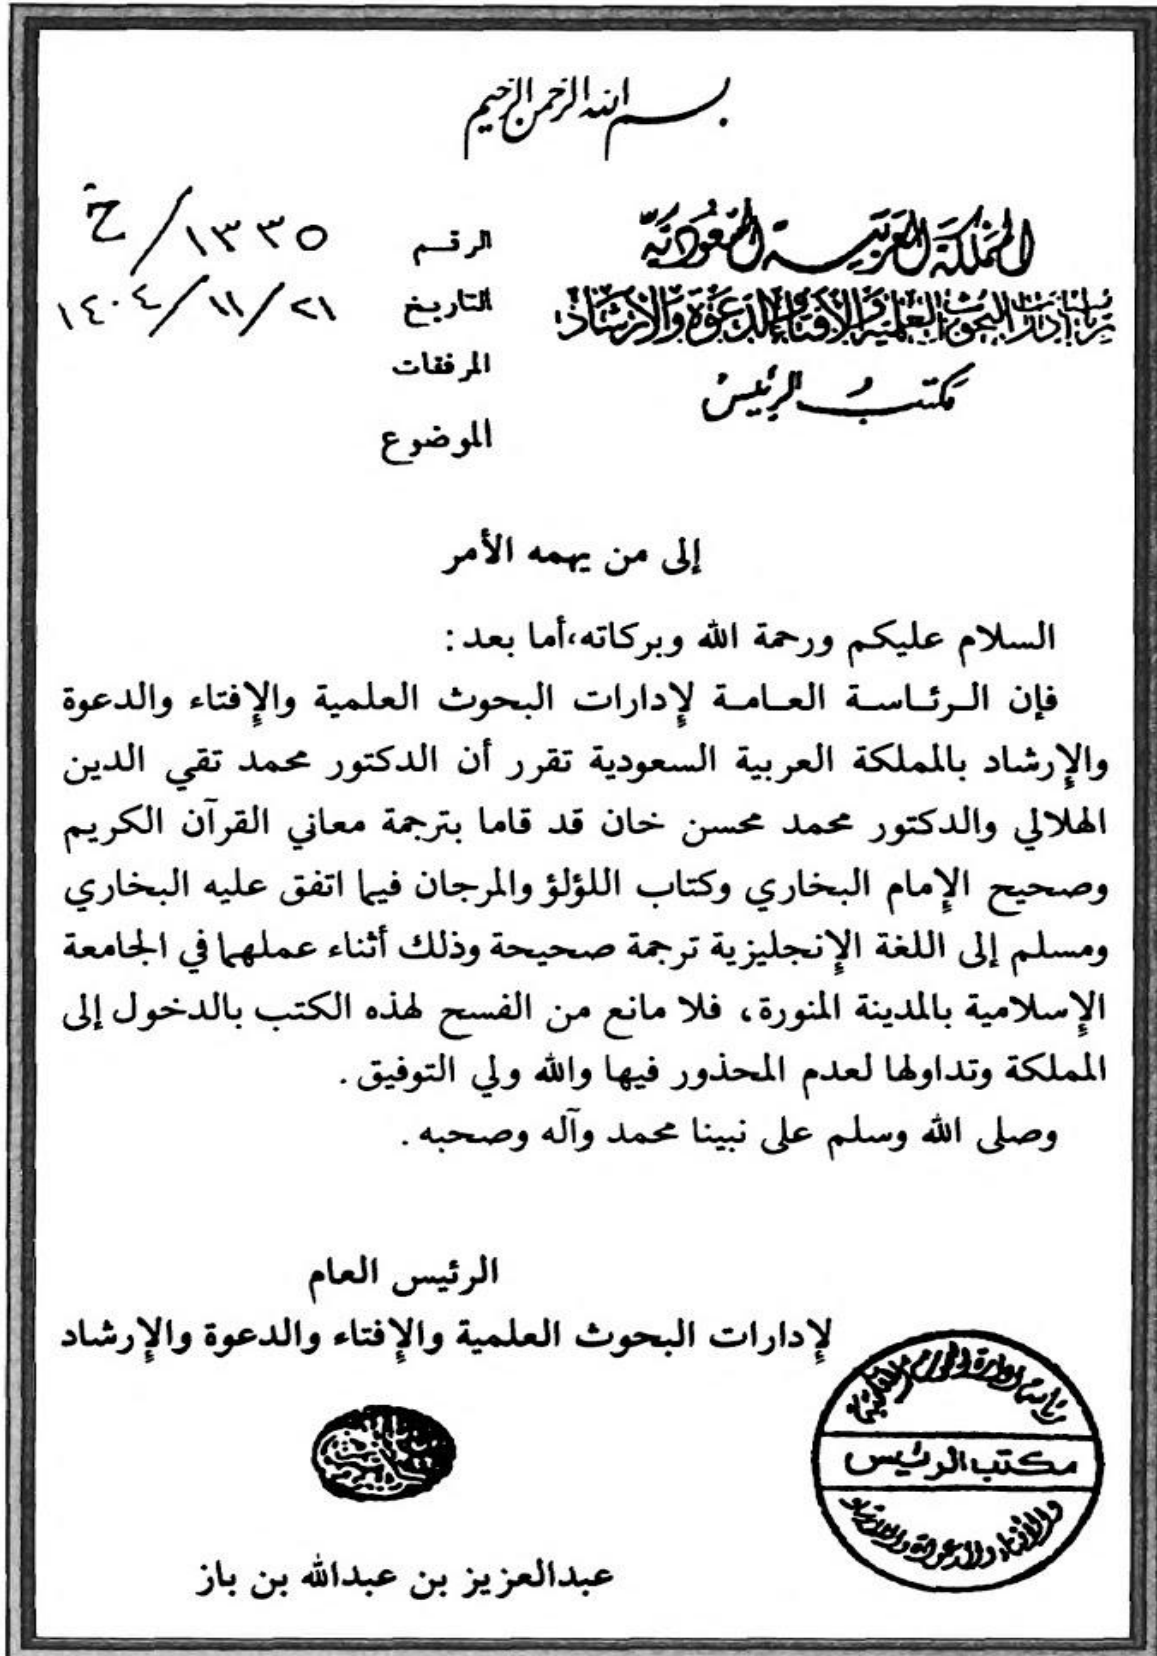 بسم الله الرحمن الرحيم
المملكة العربية السعودية
رئاسة إدارات البحوث العلمية والإفتاء والدعوة والإرشاد
مكتب الرئيس
الرقم ١٣٣٥/خ
التاريخ ٢١/١١/١٤٠٤
المرفقات
الموضوع
إلى من يهمه الأمر
السلام عليكم ورحمة الله وبركاته،أما بعد:
فإن الـرئـاسـة العـامـة لإدارات البحوث العلمية والإفتاء والدعوة
والإرشاد بالمملكة العربية السعودية تقرر أن الدكتور محمد تقي الدين
الهلالي والدكتور محمد محسن خان قد قاما بترجمة معاني القرآن الكريم
وصحيح الإمام البخاري وكتاب اللؤلؤ والمرجان فيما اتفق عليه البخاري
ومسلم إلى اللغة الإنجليزية ترجمة صحيحة وذلك أثناء عملهما في الجامعة
الإسلامية بالمدينة المنورة، فلا مانع من الفسح لهذه الكتب بالدخول إلى
المملكة وتداولها لعدم المحذور فيها والله ولي التوفيق.
وصلى الله وسلم على نبينا محمد وآله وصحبه.
الرئيس العام
لإدارات البحوث العلمية والإفتاء والدعوة والإرشاد
مكتب الرئيس
والإفتاء والدعوة والإرشاد
عبدالعزيز بن عبدالله بن باز